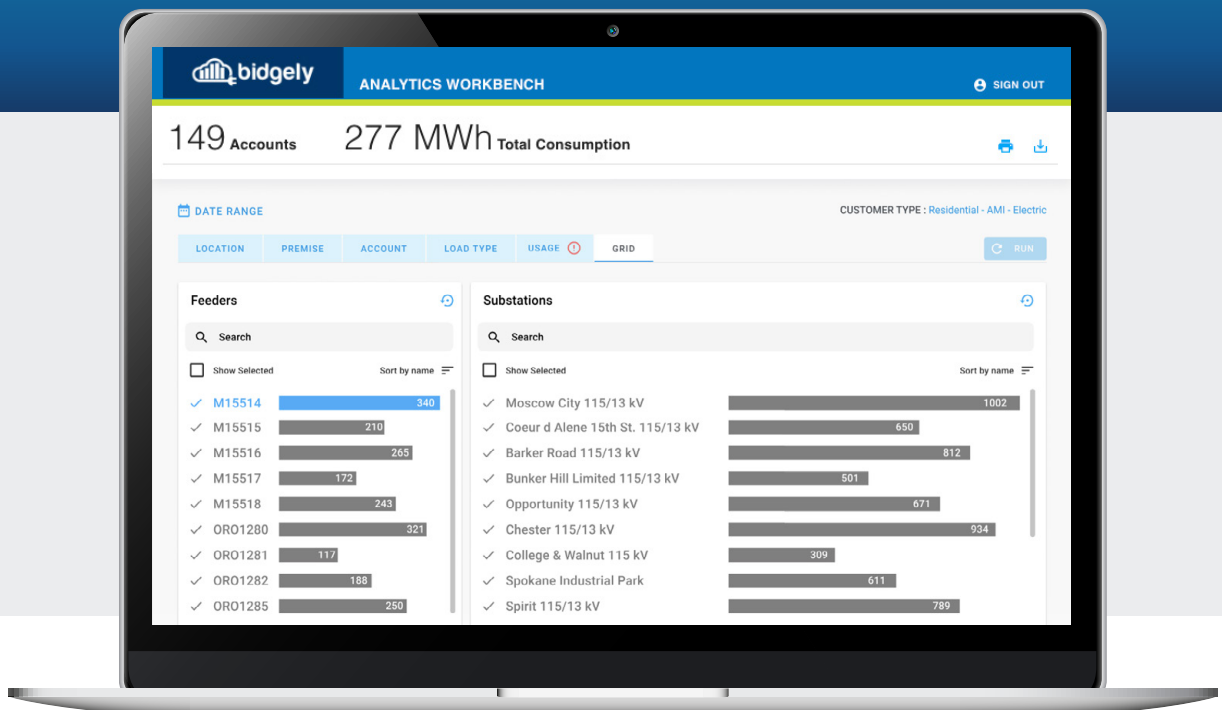 bidgely
ANALYTICS WORKBENCH
SIGN OUT
149 Accounts
277 MWh Total Consumption
DATE RANGE
CUSTOMER TYPE : Residential - AMI - Electric
LOCATION
PREMISE
ACCOUNT
LOAD TYPE
USAGE
GRID
RUN
Feeders
Search
Show Selected
Sort by name
M15514 340
M15515 210
M15516 265
M15517 172
M15518 243
ORO1280 321
ORO1281 117
ORO1282 188
ORO1285 250
Substations
Search
Show Selected
Sort by name
Moscow City 115/13 kV 1002
Coeur d Alene 15th St. 115/13 kV 650
Barker Road 115/13 kV 812
Bunker Hill Limited 115/13 kV 501
Opportunity 115/13 kV 671
Chester 115/13 kV 934
College & Walnut 115 kV 309
Spokane Industrial Park 611
Spirit 115/13 kV 789